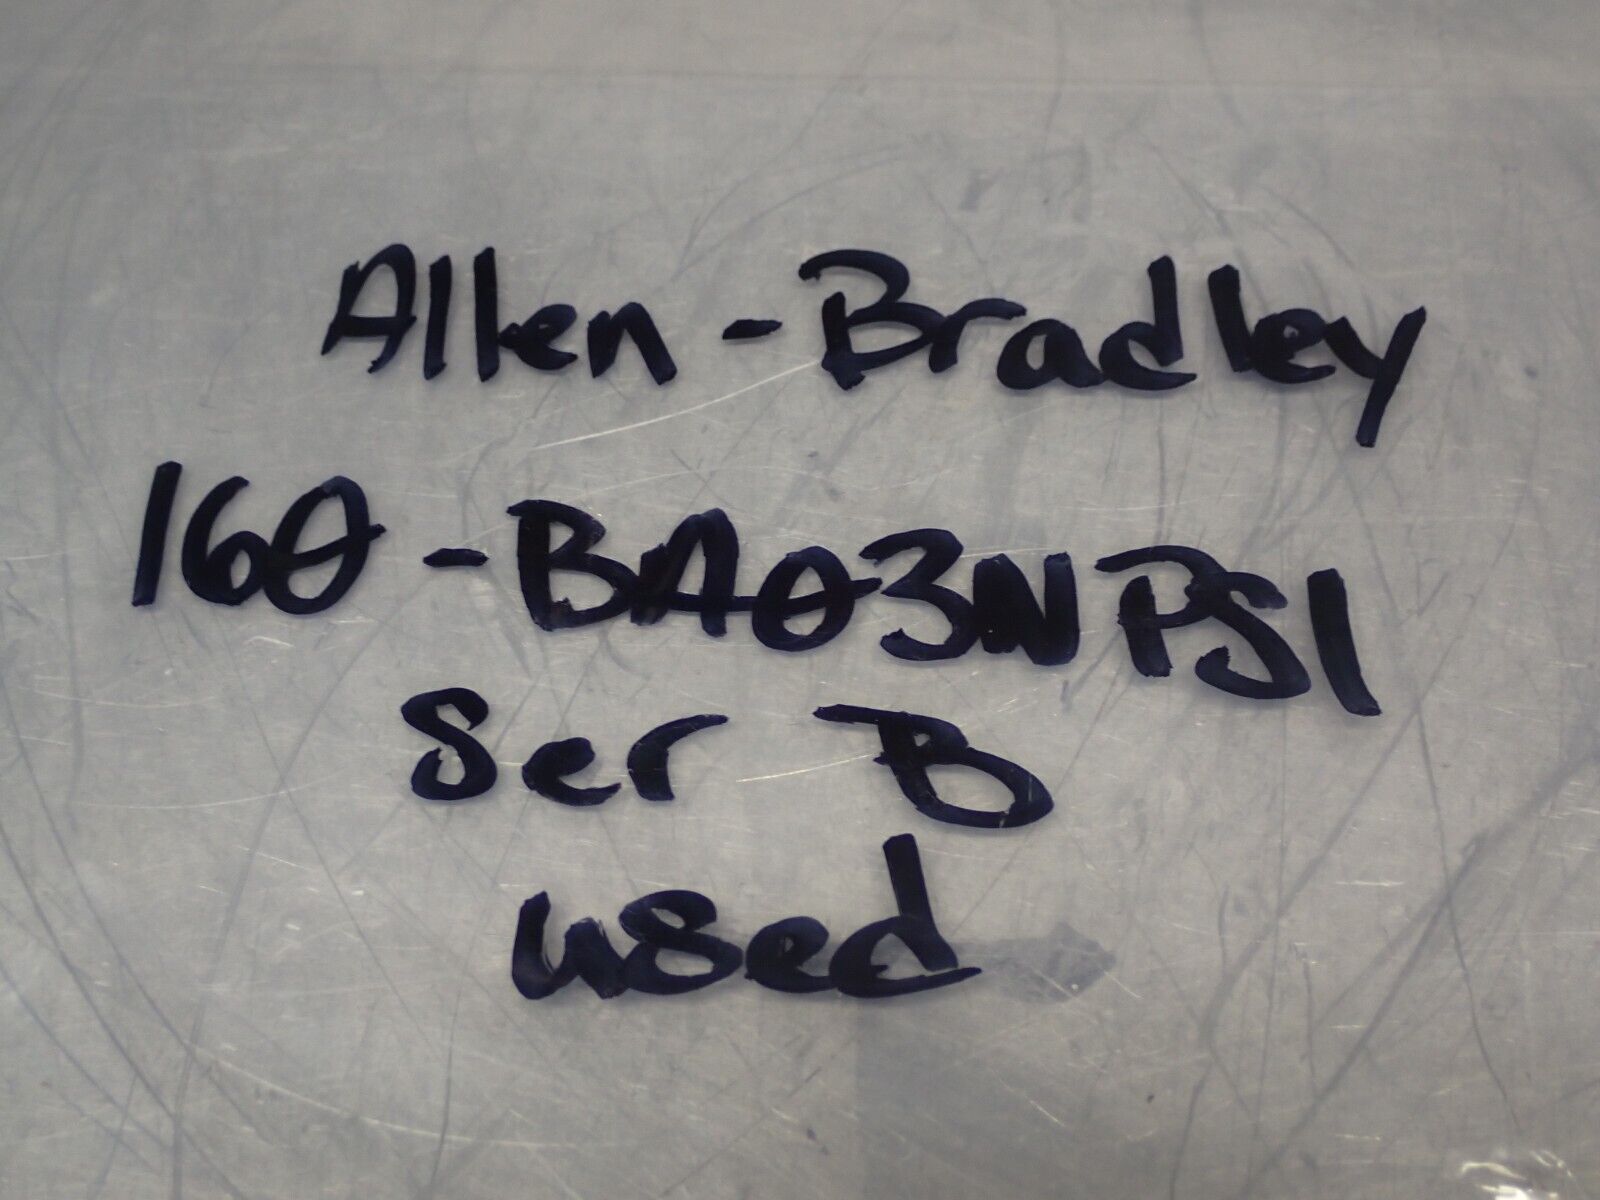 Allen-Bradley
160-BA03NPS1
Ser B
used